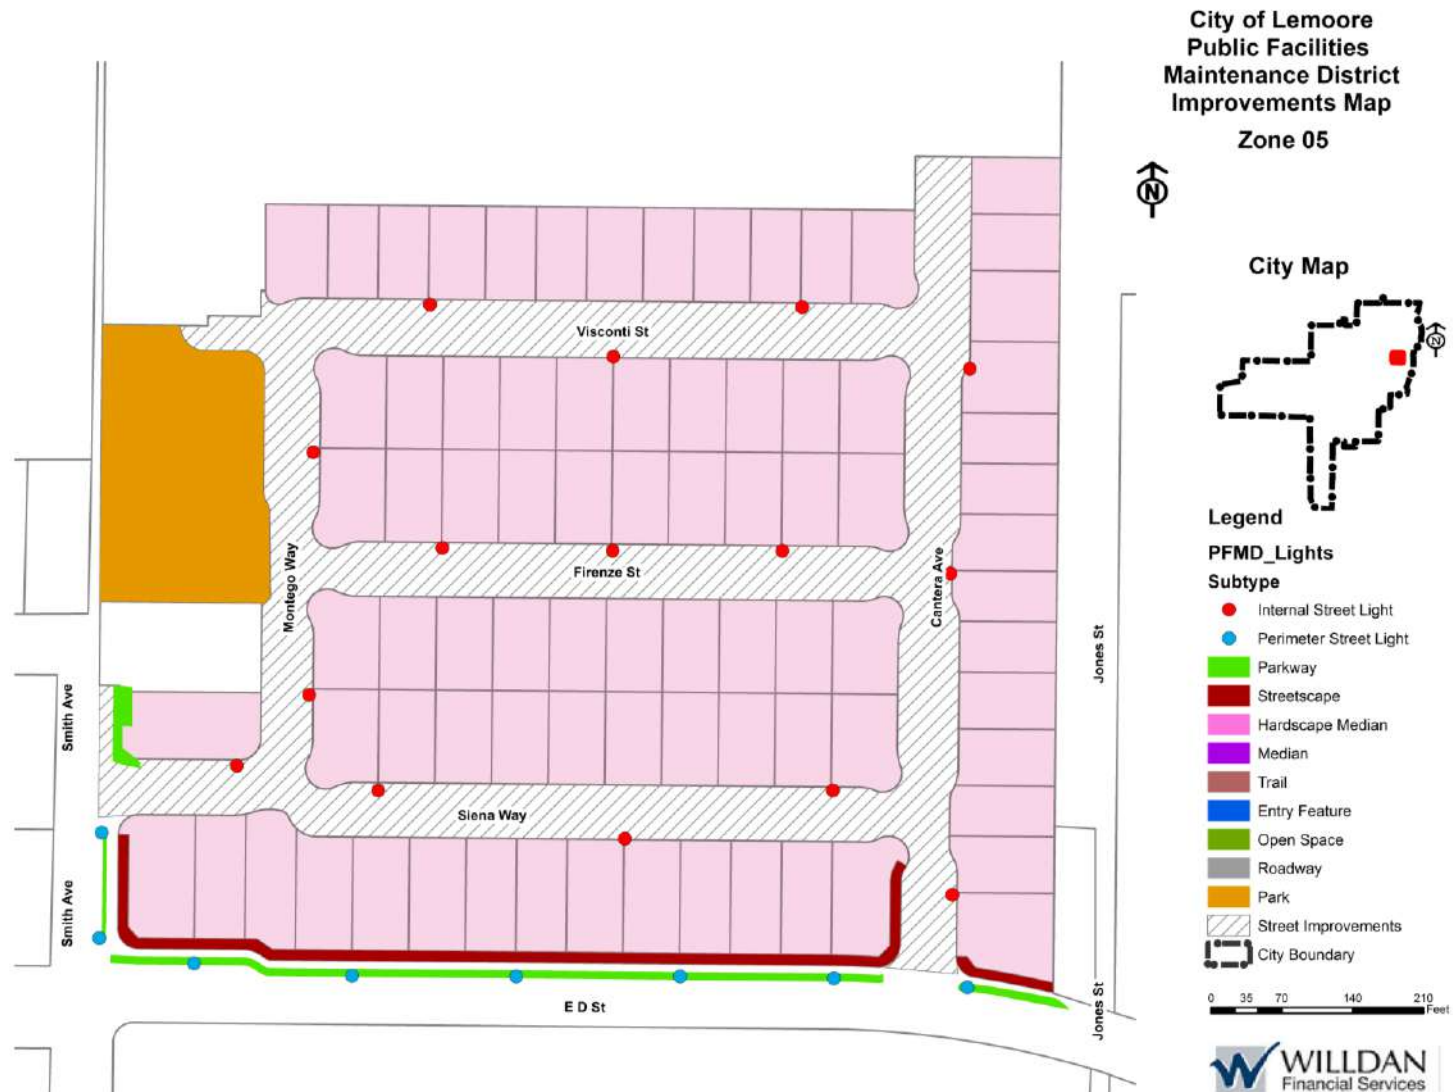 City of Lemoore
Public Facilities
Maintenance District
Improvements Map
Zone 05
N
City Map
N
Visconti St
Firenze St
Montego Way
Cantera Ave
Jones St
Smith Ave
Siena Way
Smith Ave
E D St
Jones St
Legend
PFMD_Lights
Subtype
Internal Street Light
Perimeter Street Light
Parkway
Streetscape
Hardscape Median
Median
Trail
Entry Feature
Open Space
Roadway
Park
Street Improvements
City Boundary
0 35 70 140 210
Feet
WILLDAN
Financial Services